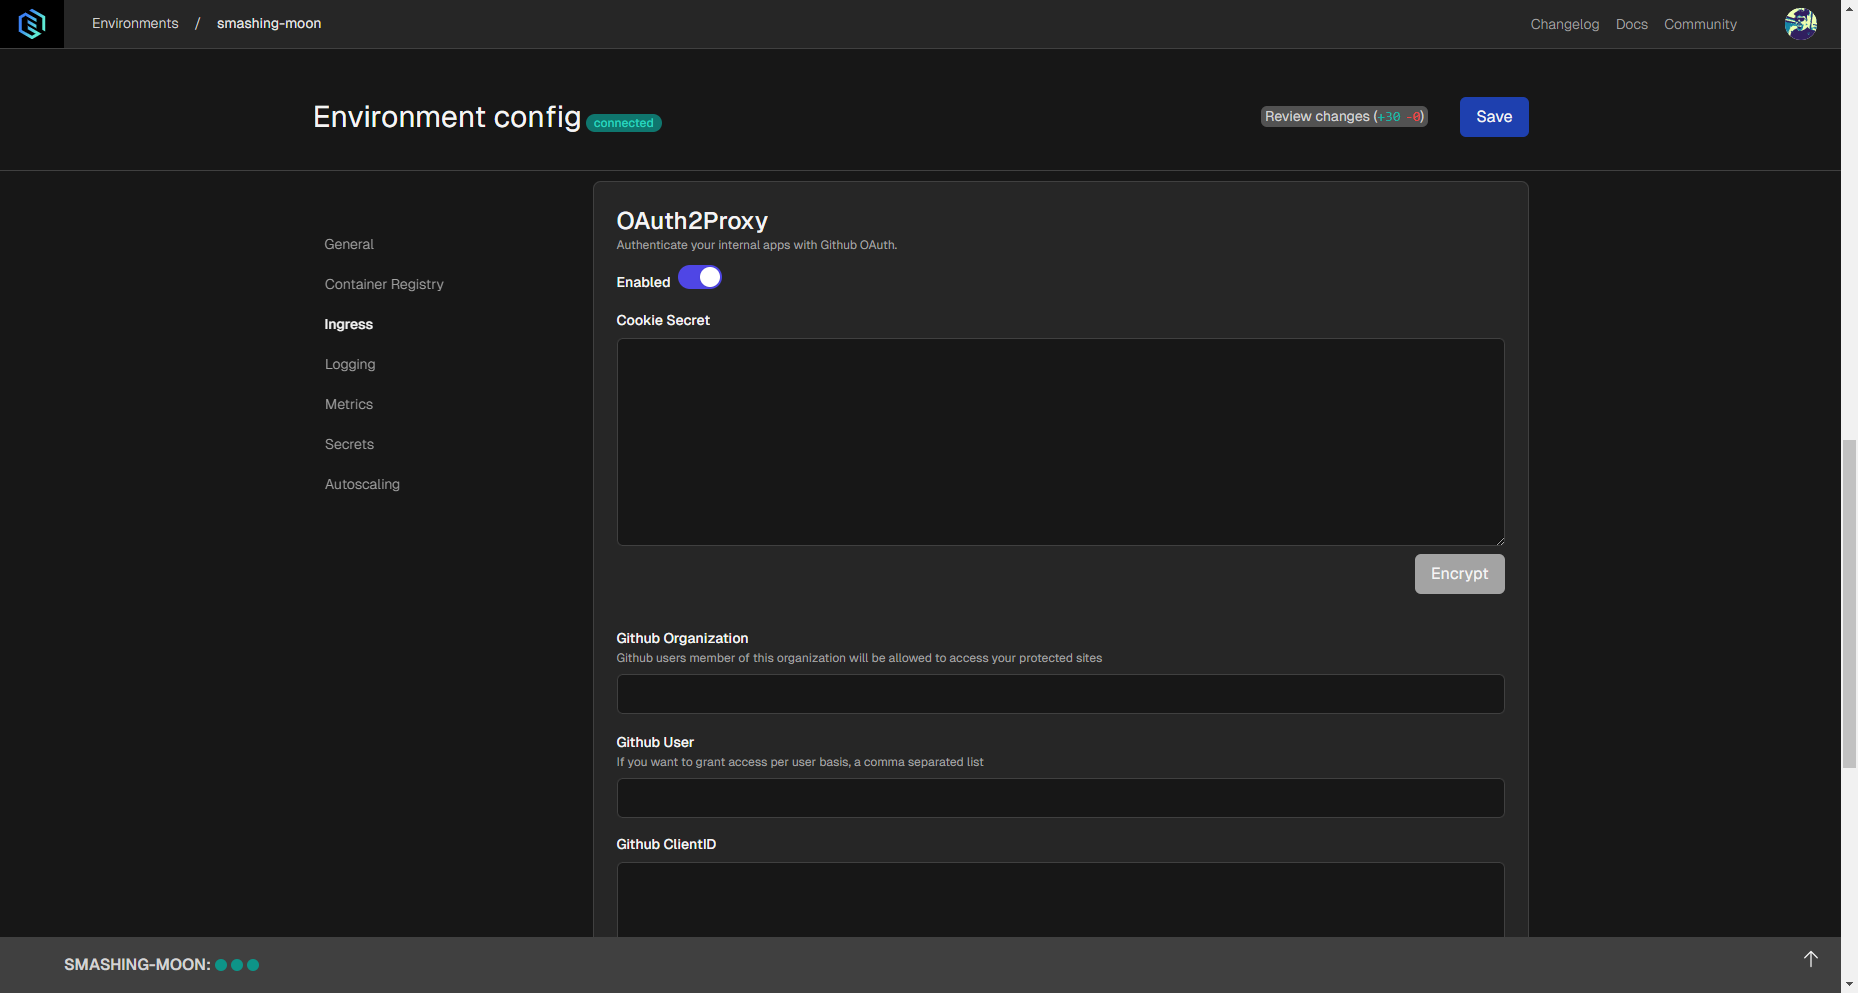 Environments / smashing-moon
Changelog Docs Community
Environment config connected
Review changes (+30 -0)
Save
General
Container Registry
Ingress
Logging
Metrics
Secrets
Autoscaling
OAuth2Proxy
Authenticate your internal apps with Github OAuth.
Enabled
Cookie Secret
Encrypt
Github Organization
Github users member of this organization will be allowed to access your protected sites
Github User
If you want to grant access per user basis, a comma separated list
Github ClientID
SMASHING-MOON: